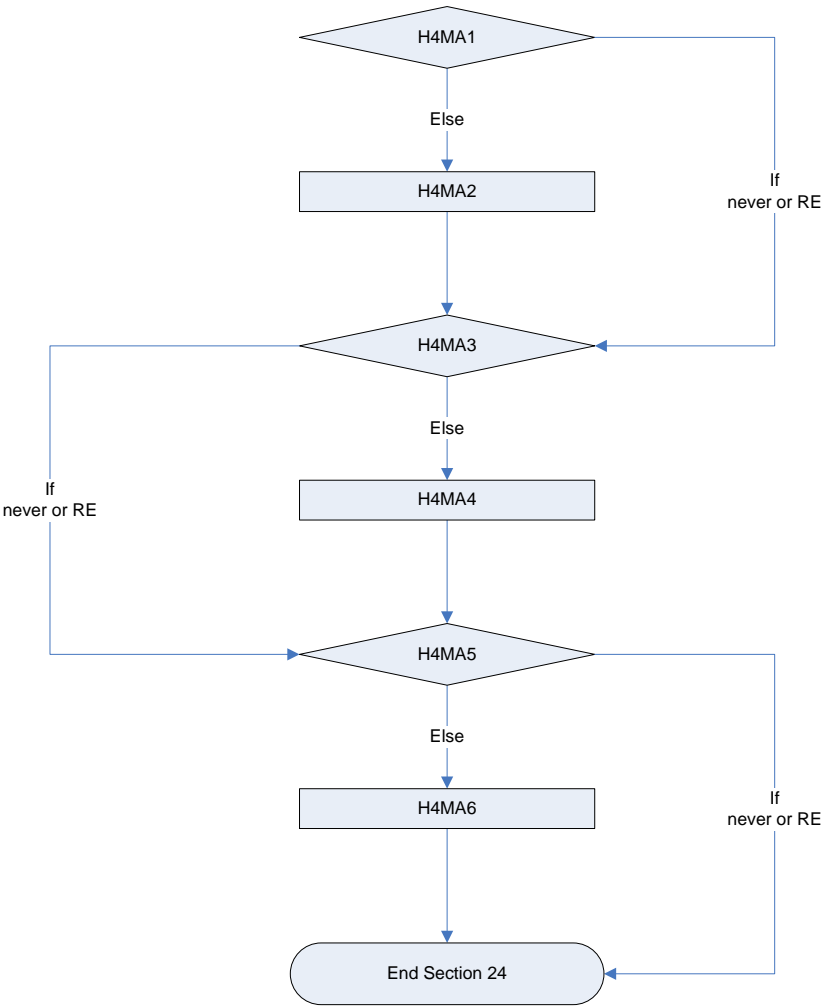 H4MA1
Else
If
never or RE
H4MA2
H4MA3
Else
If
never or RE
H4MA4
H4MA5
Else
If
never or RE
H4MA6
End Section 24